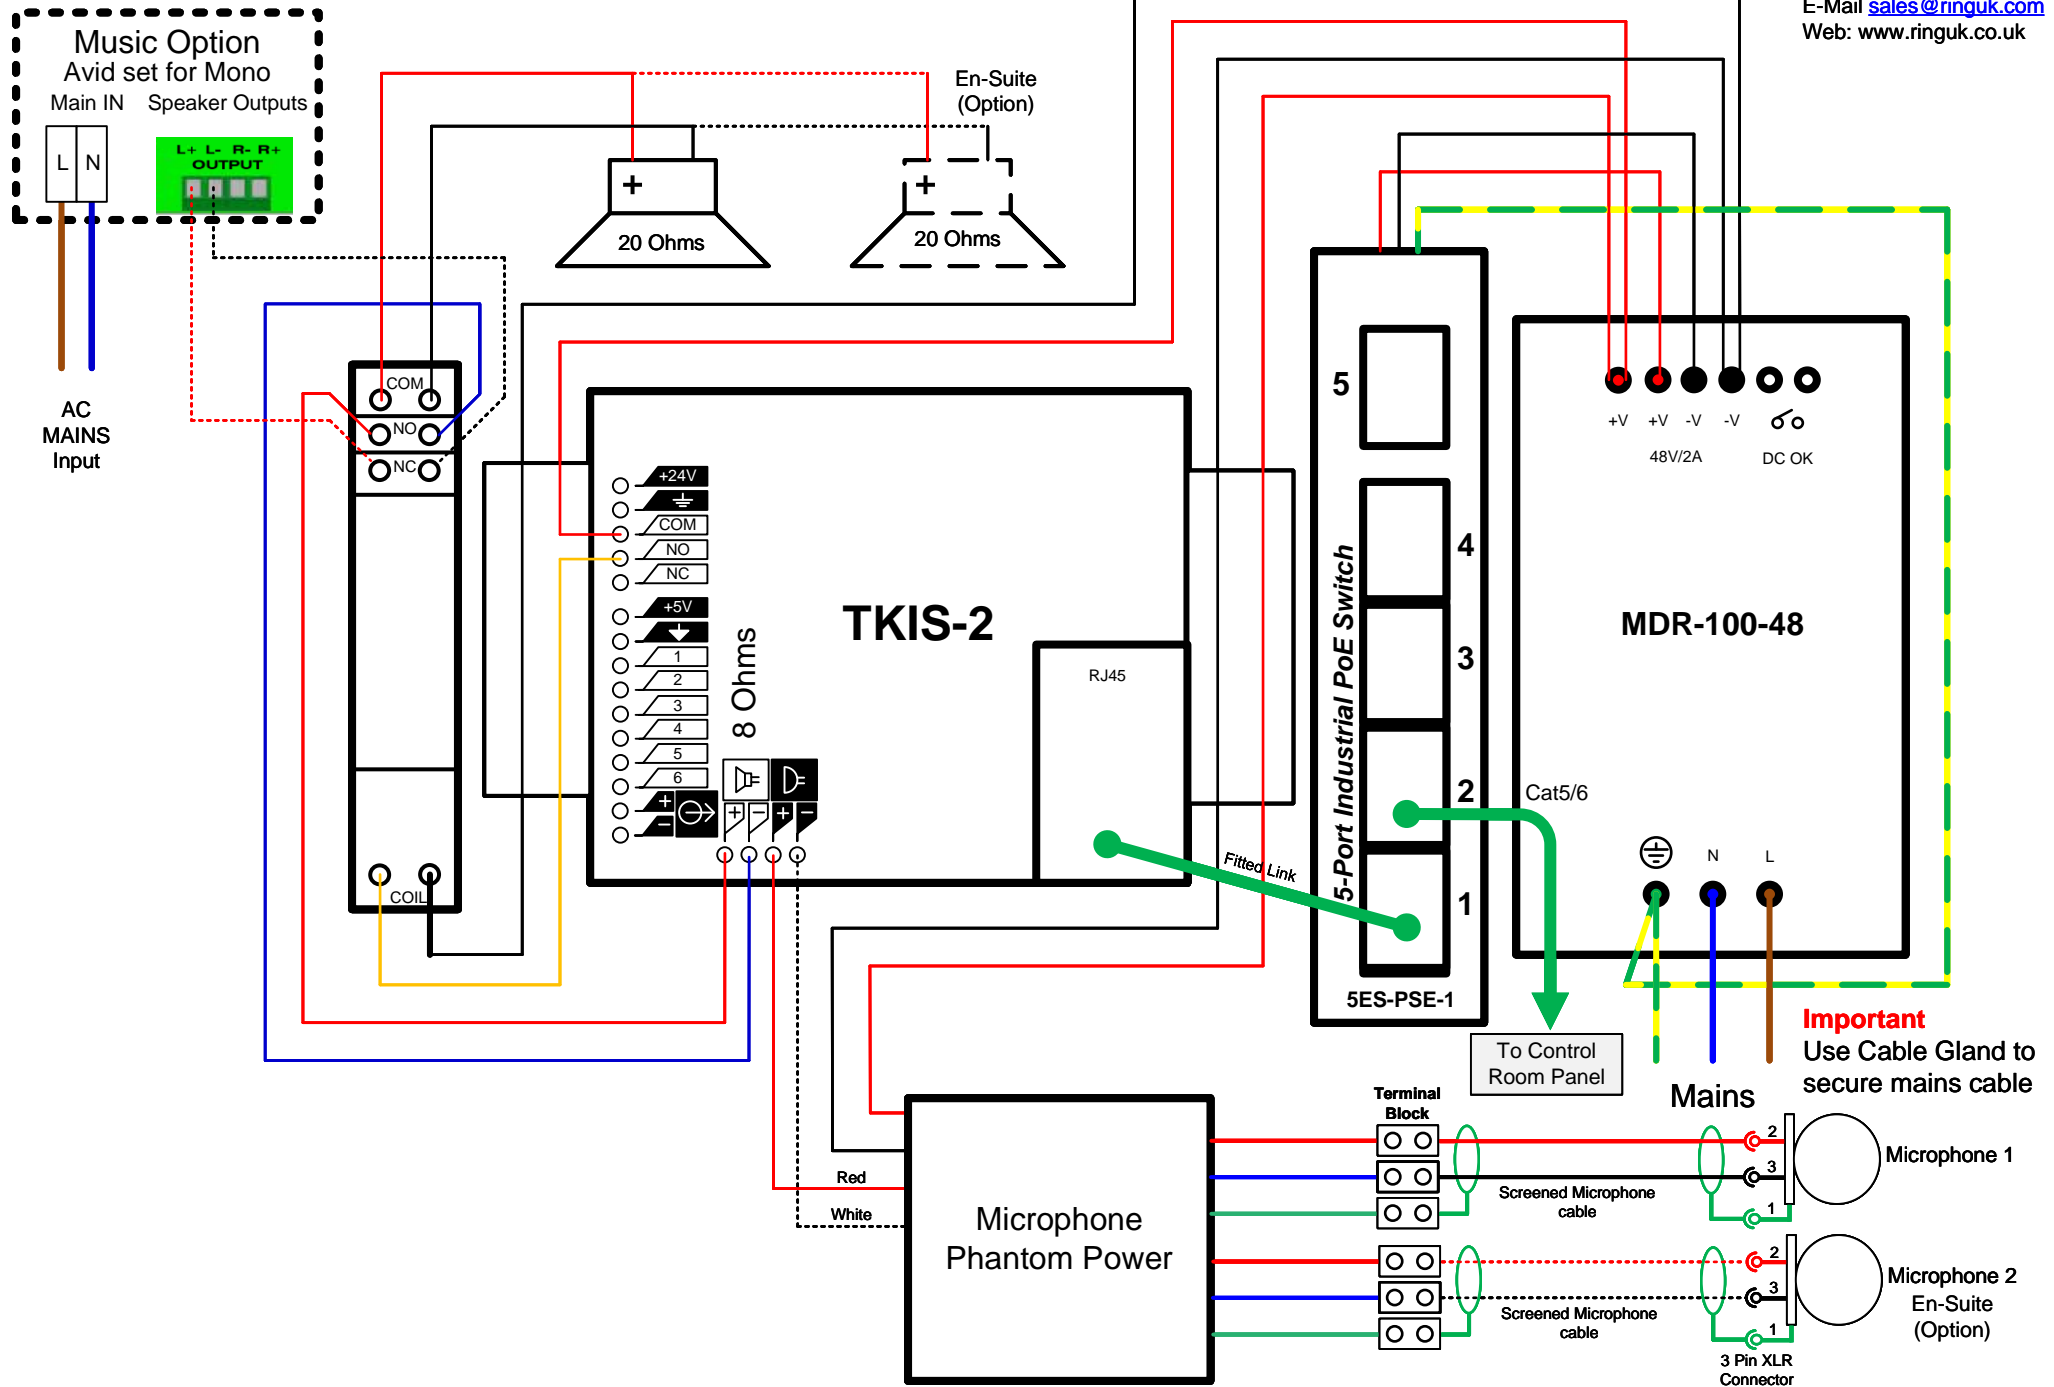 E-Mail sales@ringuk.com
Web: www.ringuk.co.uk
Music Option
Avid set for Mono
Main IN
Speaker Outputs
L
N
L+ L- R- R+
OUTPUT
AC
MAINS
Input
En-Suite
(Option)
+
20 Ohms
+
20 Ohms
COM
NO
NC
COIL
+24V
COM
NO
NC
+5V
1
2
3
4
5
6
+
−
8 Ohms
+
−
+
−
TKIS-2
RJ45
Fitted Link
5
4
3
2
1
5-Port Industrial PoE Switch
5ES-PSE-1
+V
+V
-V
-V
48V/2A
DC OK
MDR-100-48
Cat5/6
N
L
To Control
Room Panel
Mains
Important
Use Cable Gland to
secure mains cable
Red
White
Microphone
Phantom Power
Terminal
Block
Screened Microphone
cable
2
3
1
Microphone 1
Screened Microphone
cable
2
3
1
Microphone 2
En-Suite
(Option)
3 Pin XLR
Connector